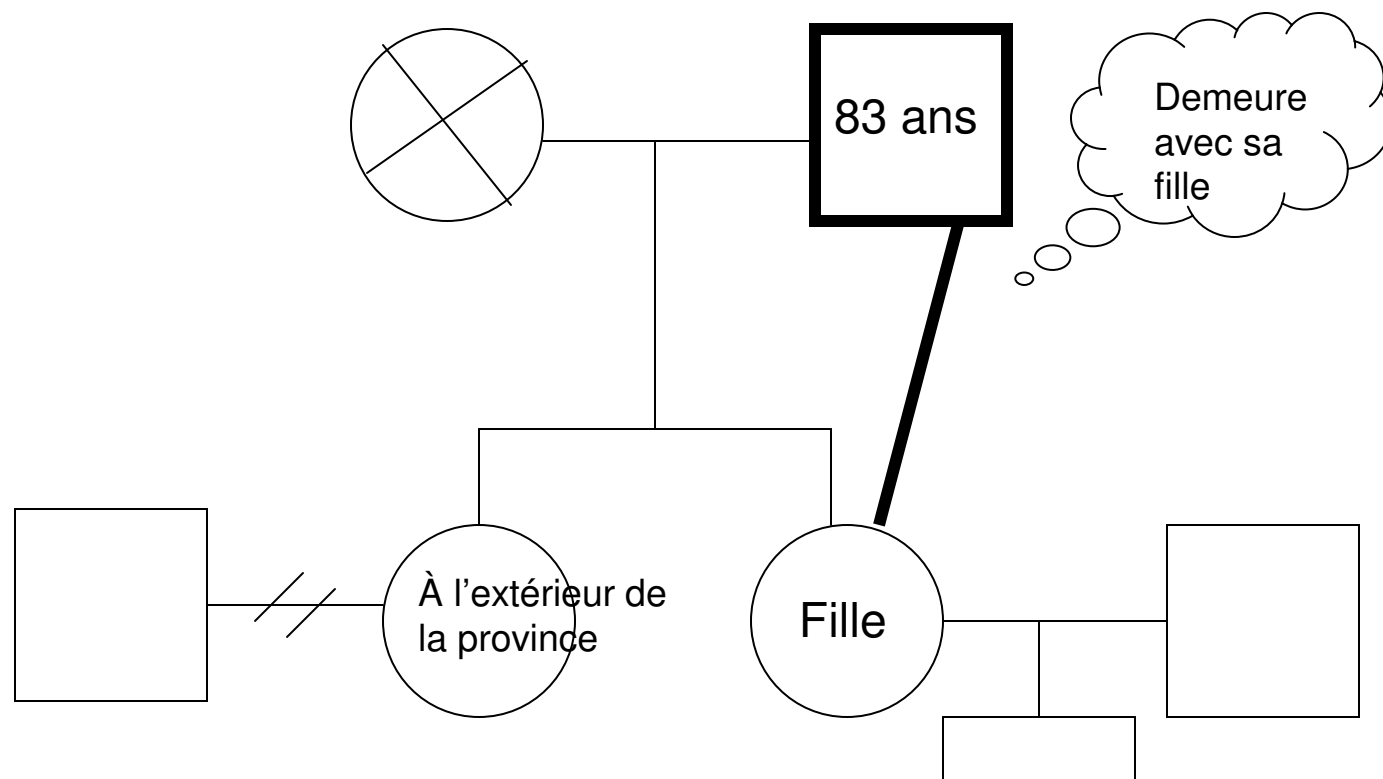 83 ans
Demeure
avec sa
fille
À l’extérieur de
la province
Fille